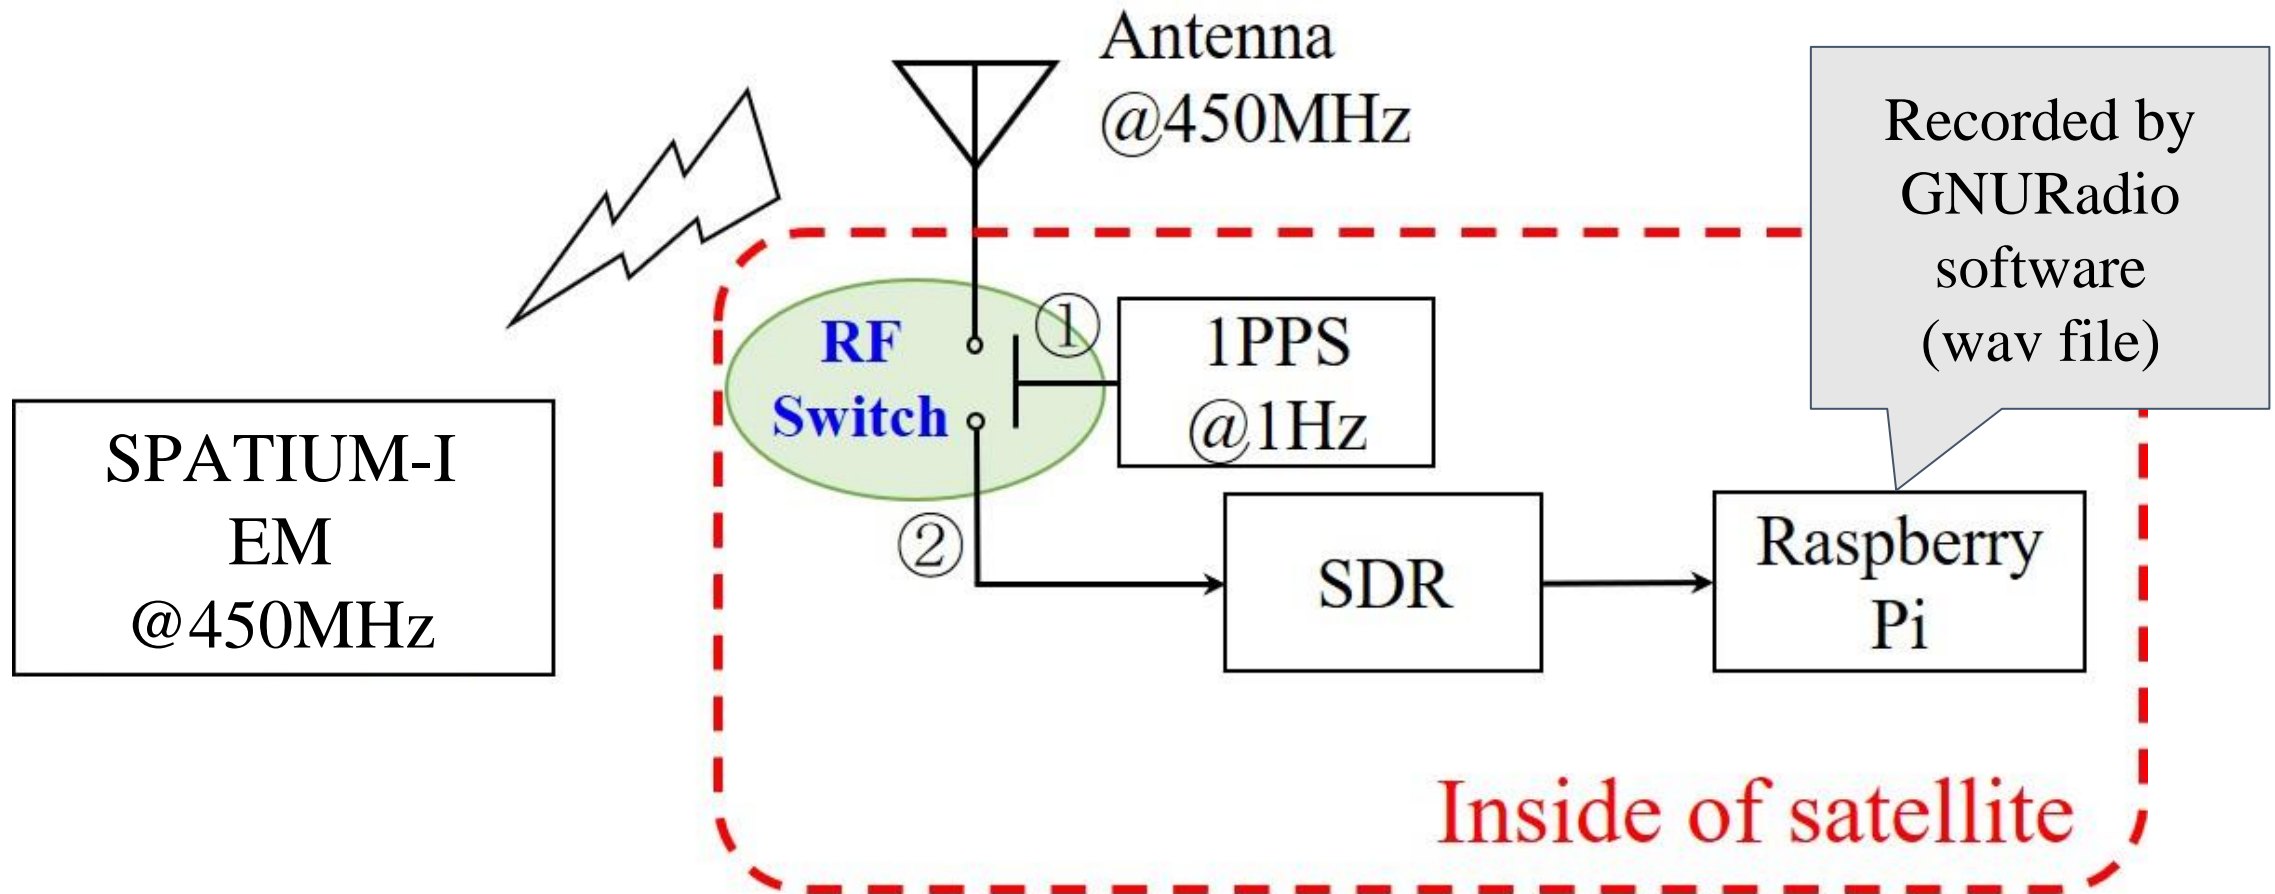 Antenna
@450MHz
Recorded by
GNURadio
software
(wav file)
RF
Switch
①
1PPS
@1Hz
SPATIUM-I
EM
@450MHz
②
SDR
Raspberry
Pi
Inside of satellite